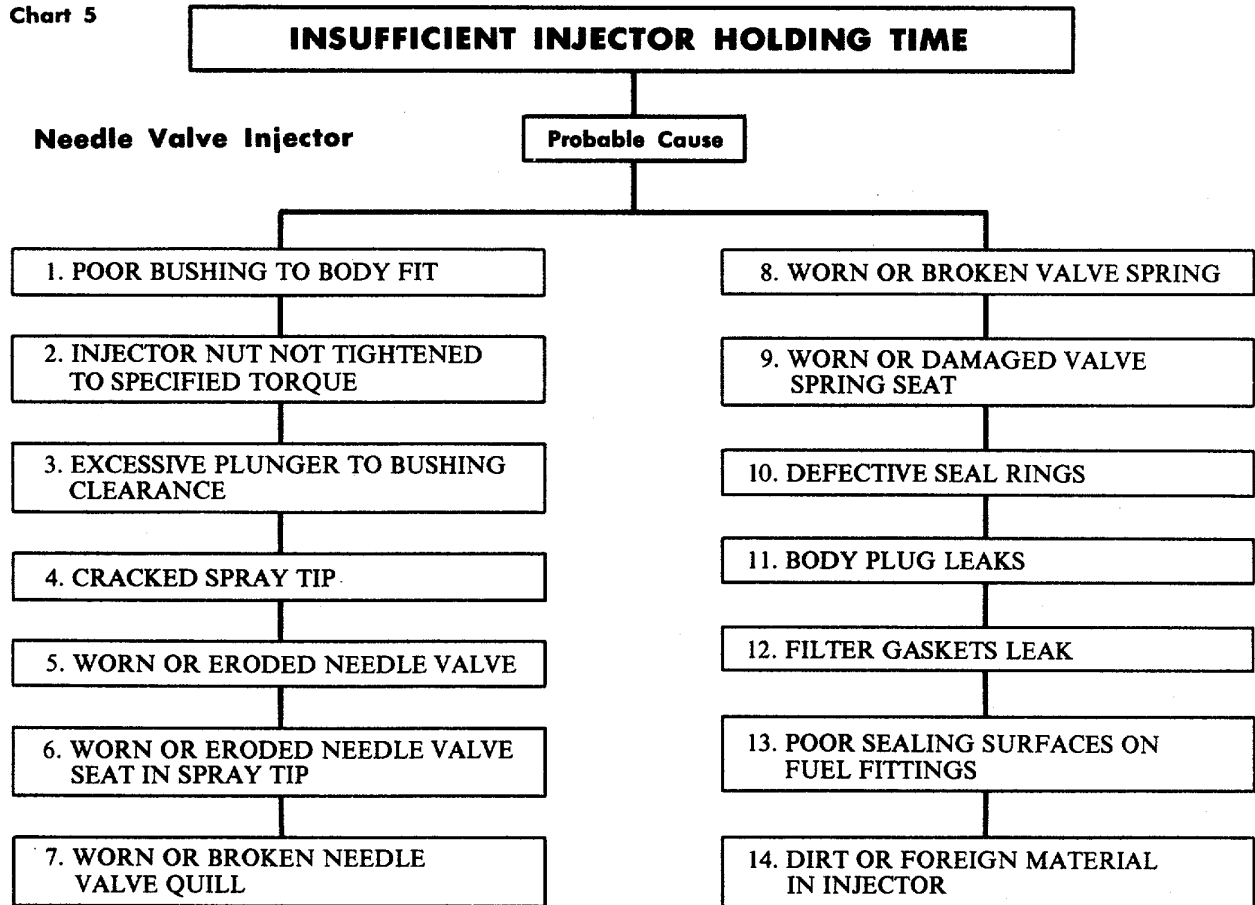 Chart 5
INSUFFICIENT INJECTOR HOLDING TIME
Needle Valve Injector
Probable Cause
1. POOR BUSHING TO BODY FIT
2. INJECTOR NUT NOT TIGHTENED
TO SPECIFIED TORQUE
3. EXCESSIVE PLUNGER TO BUSHING
CLEARANCE
4. CRACKED SPRAY TIP
5. WORN OR ERODED NEEDLE VALVE
6. WORN OR ERODED NEEDLE VALVE
SEAT IN SPRAY TIP
7. WORN OR BROKEN NEEDLE
VALVE QUILL
8. WORN OR BROKEN VALVE SPRING
9. WORN OR DAMAGED VALVE
SPRING SEAT
10. DEFECTIVE SEAL RINGS
11. BODY PLUG LEAKS
12. FILTER GASKETS LEAK
13. POOR SEALING SURFACES ON
FUEL FITTINGS
14. DIRT OR FOREIGN MATERIAL
IN INJECTOR